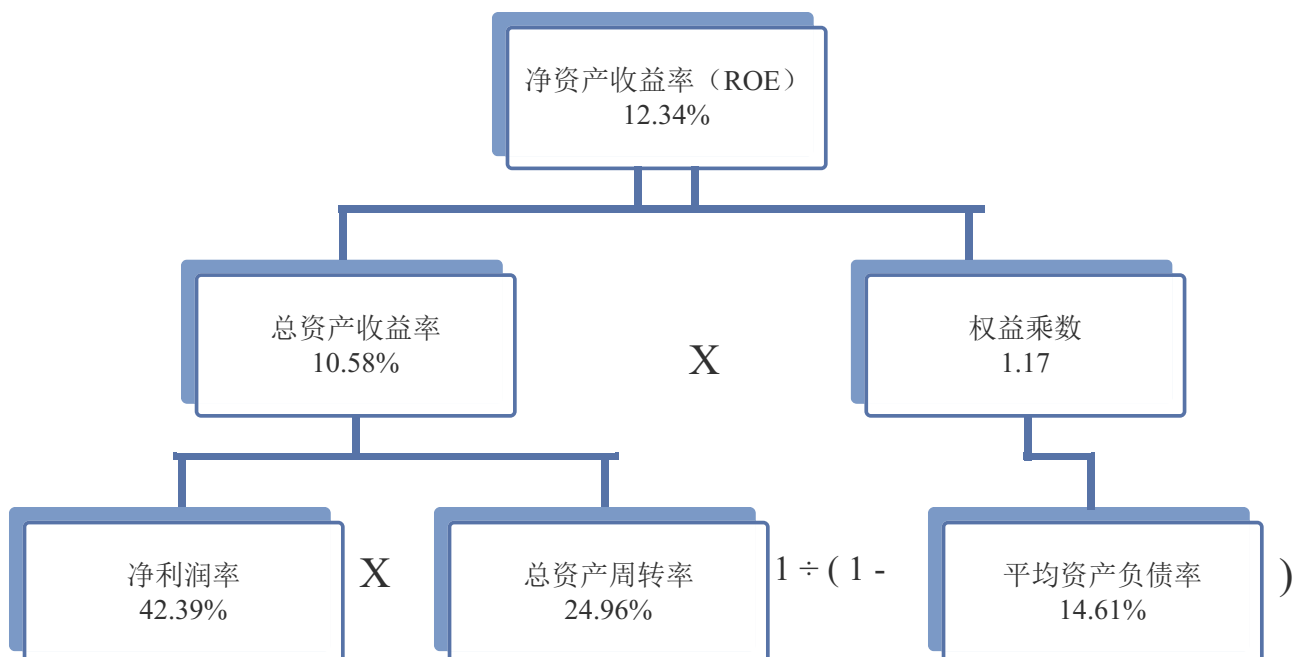 净资产收益率（ROE）
12.34%
总资产收益率
10.58%
X
权益乘数
1.17
净利润率
42.39%
X
总资产周转率
24.96%
1 ÷ ( 1 -
平均资产负债率
14.61%
)